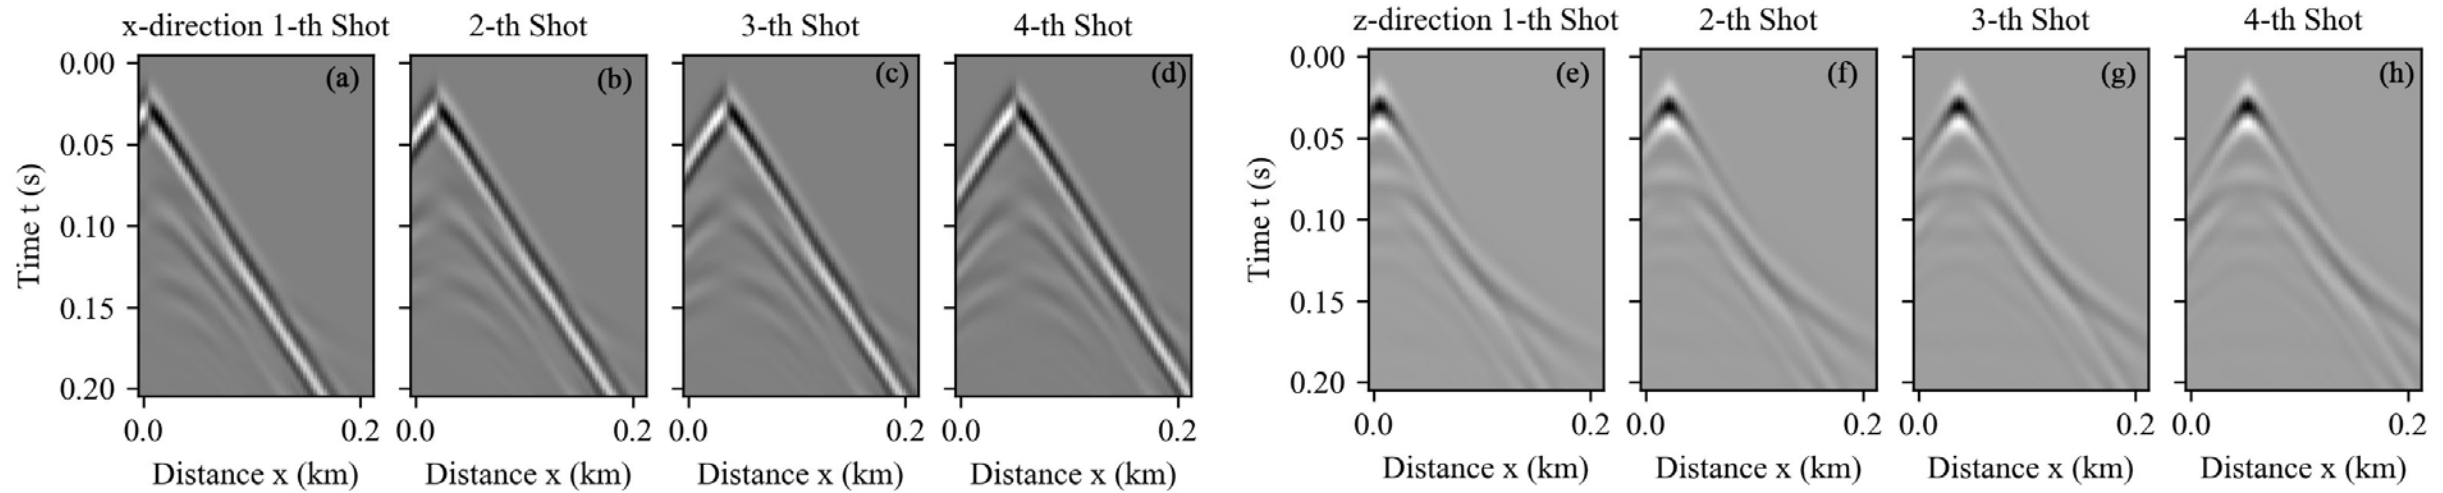 x-direction 1-th Shot 2-th Shot 3-th Shot 4-th Shot
(a) (b) (c) (d)
0.00
0.05
0.10
0.15
0.20
Time t (s)
0.0 0.2 0.0 0.2 0.0 0.2 0.0 0.2
Distance x (km) Distance x (km) Distance x (km) Distance x (km)
z-direction 1-th Shot 2-th Shot 3-th Shot 4-th Shot
(e) (f) (g) (h)
0.00
0.05
0.10
0.15
0.20
Time t (s)
0.0 0.2 0.0 0.2 0.0 0.2 0.0 0.2
Distance x (km) Distance x (km) Distance x (km) Distance x (km)